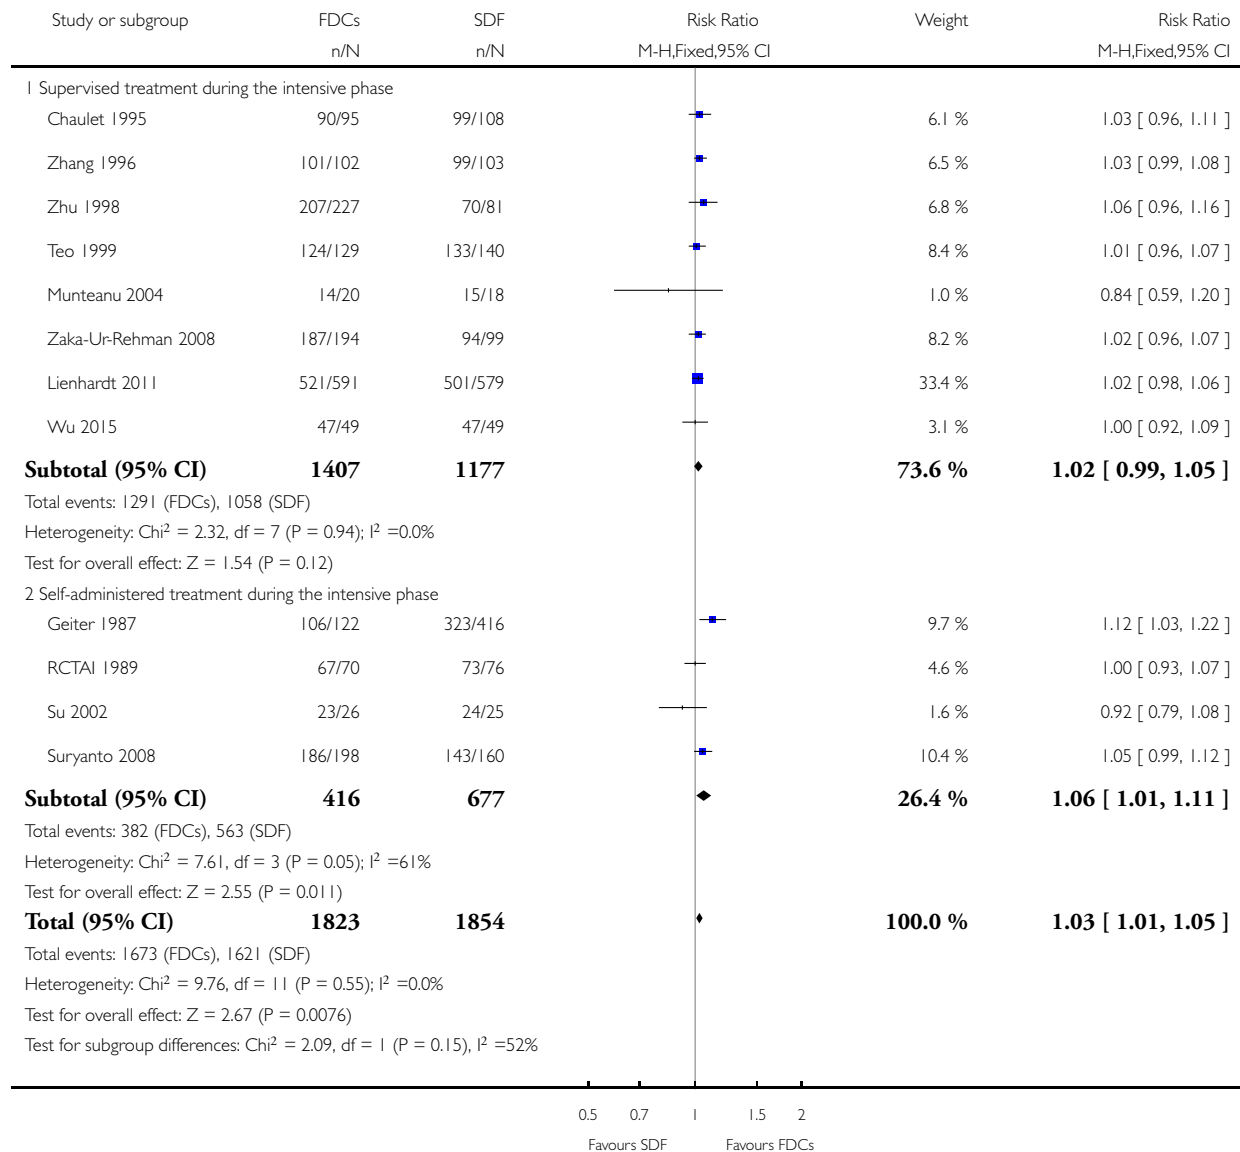 Study or subgroup FDCs SDF Risk Ratio Weight Risk Ratio
n/N n/N M-H,Fixed,95% CI M-H,Fixed,95% CI
1 Supervised treatment during the intensive phase
Chaulet 1995 90/95 99/108 6.1 % 1.03 [ 0.96, 1.11 ]
Zhang 1996 101/102 99/103 6.5 % 1.03 [ 0.99, 1.08 ]
Zhu 1998 207/227 70/81 6.8 % 1.06 [ 0.96, 1.16 ]
Teo 1999 124/129 133/140 8.4 % 1.01 [ 0.96, 1.07 ]
Munteanu 2004 14/20 15/18 1.0 % 0.84 [ 0.59, 1.20 ]
Zaka-Ur-Rehman 2008 187/194 94/99 8.2 % 1.02 [ 0.96, 1.07 ]
Lienhardt 2011 521/591 501/579 33.4 % 1.02 [ 0.98, 1.06 ]
Wu 2015 47/49 47/49 3.1 % 1.00 [ 0.92, 1.09 ]
Subtotal (95% CI) 1407 1177 73.6 % 1.02 [ 0.99, 1.05 ]
Total events: 1291 (FDCs), 1058 (SDF)
Heterogeneity: Chi² = 2.32, df = 7 (P = 0.94); I² =0.0%
Test for overall effect: Z = 1.54 (P = 0.12)
2 Self-administered treatment during the intensive phase
Geiter 1987 106/122 323/416 9.7 % 1.12 [ 1.03, 1.22 ]
RCTAI 1989 67/70 73/76 4.6 % 1.00 [ 0.93, 1.07 ]
Su 2002 23/26 24/25 1.6 % 0.92 [ 0.79, 1.08 ]
Suryanto 2008 186/198 143/160 10.4 % 1.05 [ 0.99, 1.12 ]
Subtotal (95% CI) 416 677 26.4 % 1.06 [ 1.01, 1.11 ]
Total events: 382 (FDCs), 563 (SDF)
Heterogeneity: Chi² = 7.61, df = 3 (P = 0.05); I² =61%
Test for overall effect: Z = 2.55 (P = 0.011)
Total (95% CI) 1823 1854 100.0 % 1.03 [ 1.01, 1.05 ]
Total events: 1673 (FDCs), 1621 (SDF)
Heterogeneity: Chi² = 9.76, df = 11 (P = 0.55); I² =0.0%
Test for overall effect: Z = 2.67 (P = 0.0076)
Test for subgroup differences: Chi² = 2.09, df = 1 (P = 0.15), I² =52%
0.5 0.7 1 1.5 2
Favours SDF Favours FDCs